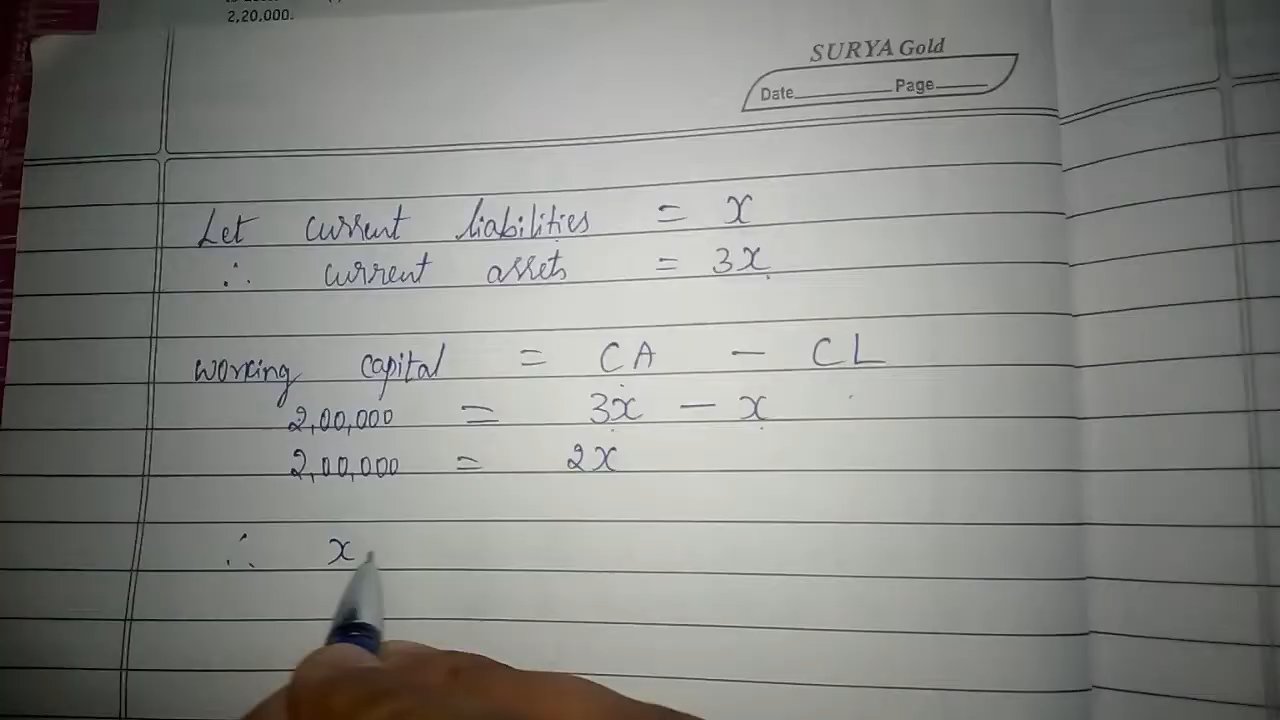 2,20,000.
SURYA Gold
Date Page
Let current liabilities = x
∴ current assets = 3x
working capital = CA - CL
2,00,000 = 3x - x
2,00,000 = 2x
∴ x